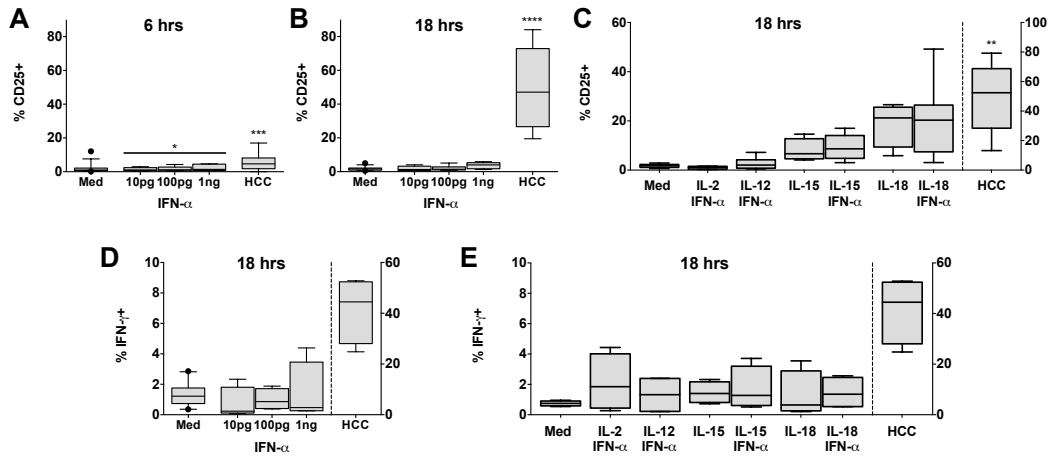 A
6 hrs
% CD25+
80
60
40
20
0
*
***
Med 10pg 100pg 1ng HCC
IFN-α
B
18 hrs
% CD25+
80
60
40
20
0
****
Med 10pg 100pg 1ng HCC
IFN-α
C
18 hrs
% CD25+
60
40
20
0
**
100
80
60
40
20
0
Med IL-2 IL-12 IL-15 IL-15 IL-18 IL-18 HCC
IFN-α IFN-α IFN-α IFN-α
D
18 hrs
% IFN-γ+
10
8
6
4
2
0
60
40
20
0
Med 10pg 100pg 1ng HCC
IFN-α
E
18 hrs
% IFN-γ+
10
8
6
4
2
0
60
40
20
0
Med IL-2 IL-12 IL-15 IL-15 IL-18 IL-18 HCC
IFN-α IFN-α IFN-α IFN-α